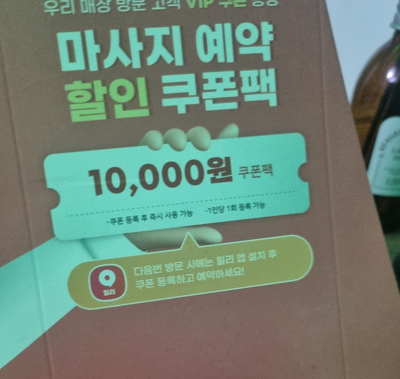 우리 매장 방문 고객 VIP 쿠폰 증정
마사지 예약
할인 쿠폰팩
10,000원 쿠폰팩
·쿠폰 등록 후 즉시 사용 가능 ·1인당 1회 등록 가능
다음번 방문 시에는 힐리 앱 설치 후
쿠폰 등록하고 예약하세요!
힐리